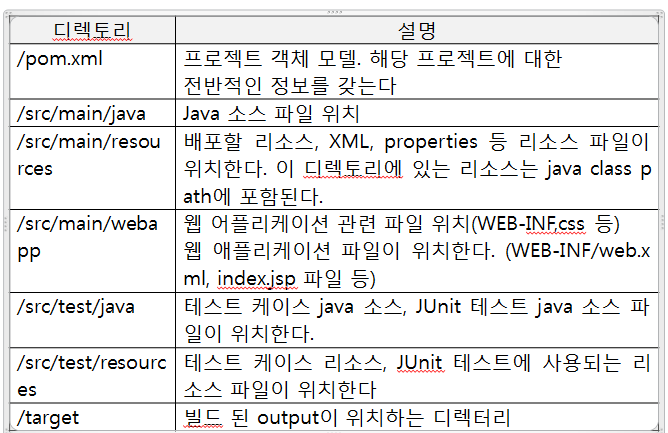 디렉토리 설명
/pom.xml 프로젝트 객체 모델. 해당 프로젝트에 대한
전반적인 정보를 갖는다
/src/main/java Java 소스 파일 위치
/src/main/resou 배포할 리소스, XML, properties 등 리소스 파일이
rces 위치한다. 이 디렉토리에 있는 리소스는 java class p
ath에 포함된다.
/src/main/weba 웹 어플리케이션 관련 파일 위치(WEB-INF,css 등)
pp 웹 애플리케이션 파일이 위치한다. (WEB-INF/web.x
ml, index.jsp 파일 등)
/src/test/java 테스트 케이스 java 소스, JUnit 테스트 java 소스 파
일이 위치한다.
/src/test/resourc 테스트 케이스 리소스, JUnit 테스트에 사용되는 리
es 소스 파일이 위치한다
/target 빌드 된 output이 위치하는 디렉터리